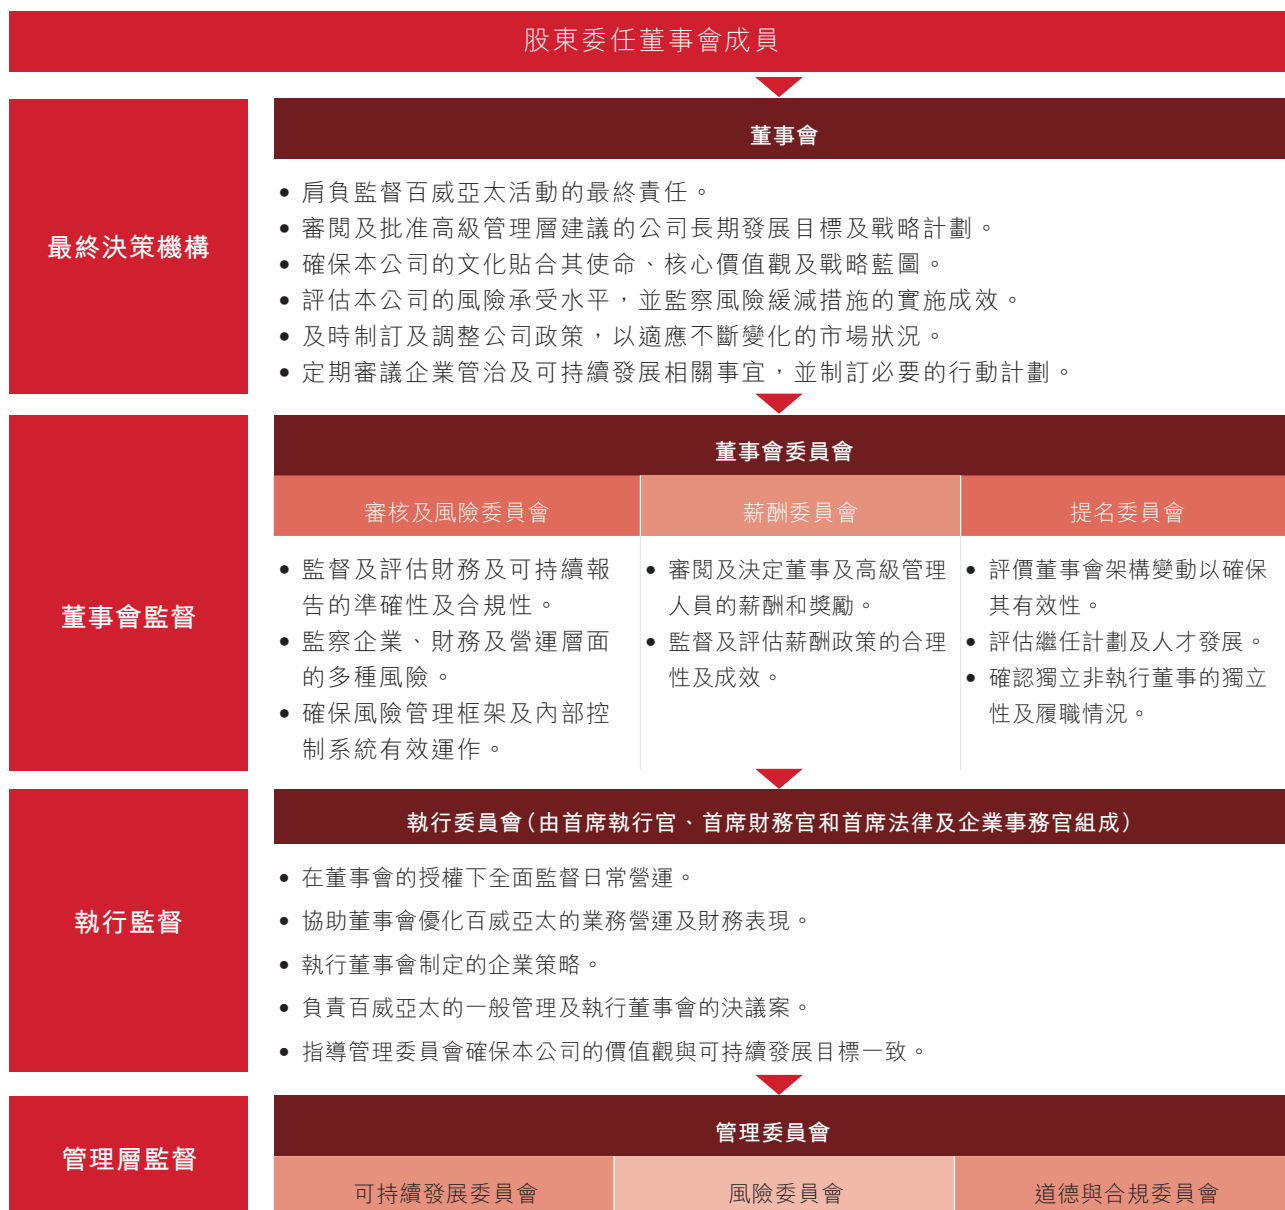 股東委任董事會成員
最終決策機構
董事會
• 肩負監督百威亞太活動的最終責任。
• 審閱及批准高級管理層建議的公司長期發展目標及戰略計劃。
• 確保本公司的文化貼合其使命、核心價值觀及戰略藍圖。
• 評估本公司的風險承受水平，並監察風險緩減措施的實施成效。
• 及時制訂及調整公司政策，以適應不斷變化的市場狀況。
• 定期審議企業管治及可持續發展相關事宜，並制訂必要的行動計劃。
董事會監督
董事會委員會
審核及風險委員會
• 監督及評估財務及可持續報
告的準確性及合規性。
• 監察企業、財務及營運層面
的多種風險。
• 確保風險管理框架及內部控
制系統有效運作。
薪酬委員會
• 審閱及決定董事及高級管理
人員的薪酬和獎勵。
• 監督及評估薪酬政策的合理
性及成效。
提名委員會
• 評價董事會架構變動以確保
其有效性。
• 評估繼任計劃及人才發展。
• 確認獨立非執行董事的獨立
性及履職情況。
執行監督
執行委員會（由首席執行官、首席財務官和首席法律及企業事務官組成）
• 在董事會的授權下全面監督日常營運。
• 協助董事會優化百威亞太的業務營運及財務表現。
• 執行董事會制定的企業策略。
• 負責百威亞太的一般管理及執行董事會的決議案。
• 指導管理委員會確保本公司的價值觀與可持續發展目標一致。
管理層監督
管理委員會
可持續發展委員會
風險委員會
道德與合規委員會